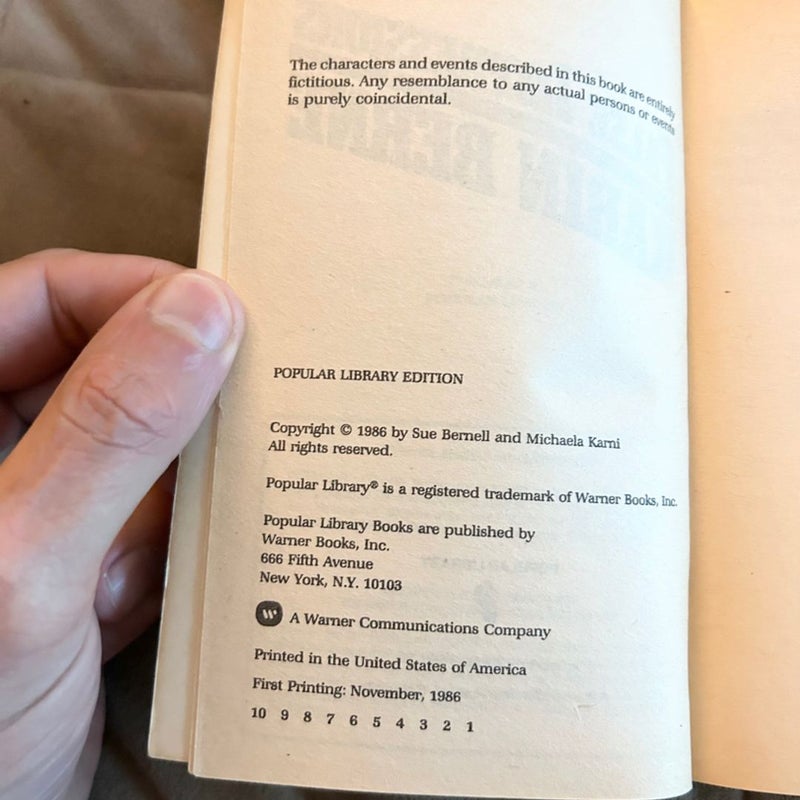 The characters and events described in this book are entirely
fictitious. Any resemblance to any actual persons or events
is purely coincidental.
POPULAR LIBRARY EDITION
Copyright © 1986 by Sue Bernell and Michaela Karni
All rights reserved.
Popular Library® is a registered trademark of Warner Books, Inc.
Popular Library Books are published by
Warner Books, Inc.
666 Fifth Avenue
New York, N.Y. 10103
W A Warner Communications Company
Printed in the United States of America
First Printing: November, 1986
10 9 8 7 6 5 4 3 2 1